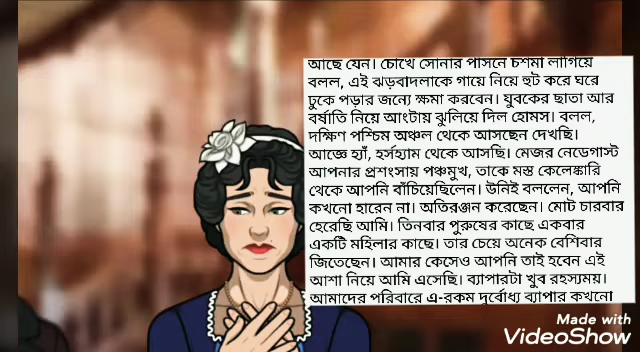 আছে যেন। চোখে সোনার পাসনে চশমা লাগিয়ে
বলল, এই ঝড়বাদলাকে গায়ে নিয়ে হুট করে ঘরে
ঢুকে পড়ার জন্যে ক্ষমা করবেন। যুবকের ছাতা আর
বর্ষাতি নিয়ে আংটায় ঝুলিয়ে দিল হোমস। বলল,
দক্ষিণ পশ্চিম অঞ্চল থেকে আসছেন দেখছি।
আজ্ঞে হ্যাঁ, হর্সহ্যাম থেকে আসছি। মেজর নেডেগাস্ট
আপনার প্রশংসায় পঞ্চমুখ, তাকে মস্ত কেলেঙ্কারি
থেকে আপনি বাঁচিয়েছিলেন। উনিই বললেন, আপনি
কখনো হারেন না। অতিরঞ্জন করেছেন। মোট চারবার
হেরেছি আমি। তিনবার পুরুষের কাছে একবার
একটি মহিলার কাছে। তার চেয়ে অনেক বেশিবার
জিতেছেন। আমার কেসেও আপনি তাই হবেন এই
আশা নিয়ে আমি এসেছি। ব্যাপারটা খুব রহস্যময়।
আমাদের পরিবারে এ-রকম দুর্বোধ্য ব্যাপার কখনো
Made with
VideoShow